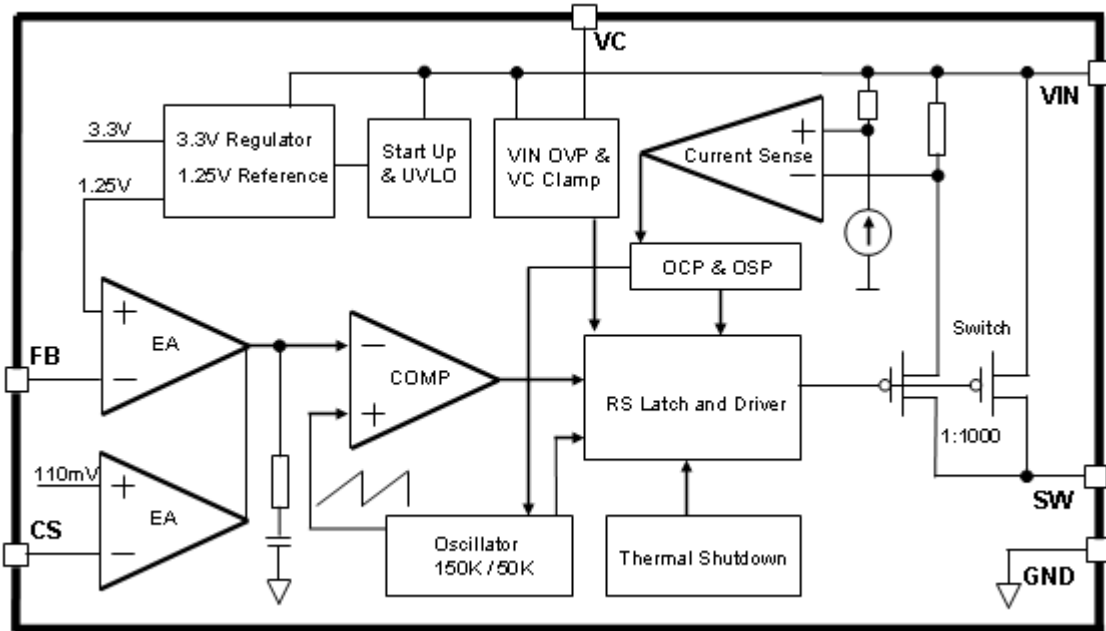 VC
VIN
3.3V
3.3V Regulator
1.25V Reference
1.25V
Start Up
& UVLO
VIN OVP &
VC Clamp
+
Current Sense
−
OCP & OSP
Switch
+
EA
−
FB
−
COMP
+
RS Latch and Driver
1:1000
110mV
+
EA
−
CS
Oscillator
150K / 50K
Thermal Shutdown
SW
GND